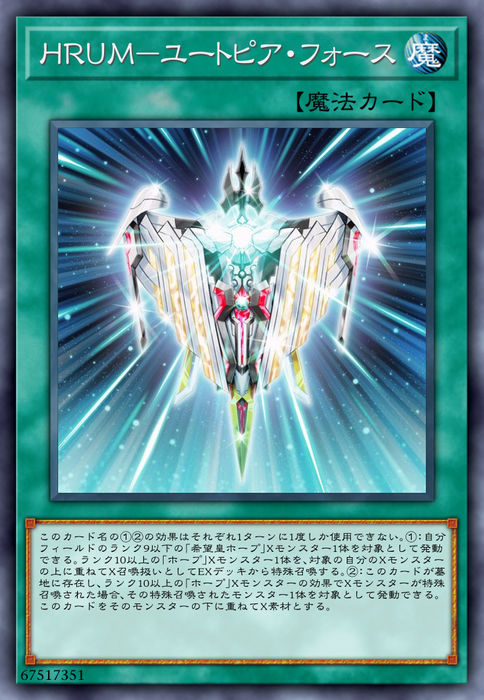 HRUM－ユートピア・フォース
魔
【魔法カード】
このカード名の①②の効果はそれぞれ1ターンに1度しか使用できない。①：自分
フィールドのランク9以下の「希望皇ホープ」Xモンスター1体を対象として発動
できる。ランク10以上の「ホープ」Xモンスター1体を、対象の自分のXモンスター
の上に重ねてX召喚扱いとしてEXデッキから特殊召喚する。②：このカードが墓
地に存在し、ランク10以上の「ホープ」Xモンスターの効果でXモンスターが特殊
召喚された場合、その特殊召喚されたモンスター1体を対象として発動できる。
このカードをそのモンスターの下に重ねてX素材とする。
67517351